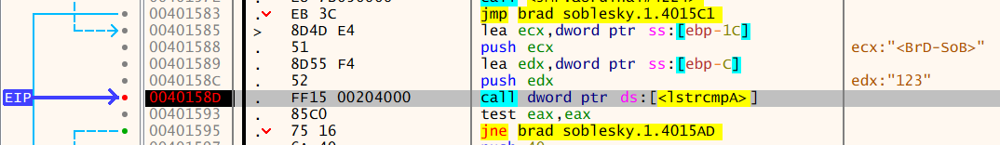 00401583 . EB 3C jmp brad soblesky.1.4015C1
00401585 > 8D4D E4 lea ecx,dword ptr ss:[ebp-1C]
00401588 . 51 push ecx ecx:"<BrD-SoB>"
00401589 . 8D55 F4 lea edx,dword ptr ss:[ebp-C]
0040158C . 52 push edx edx:"123"
EIP 0040158D . FF15 00204000 call dword ptr ds:[<lstrcmpA>]
00401593 . 85C0 test eax,eax
00401595 . 75 16 jne brad soblesky.1.4015AD